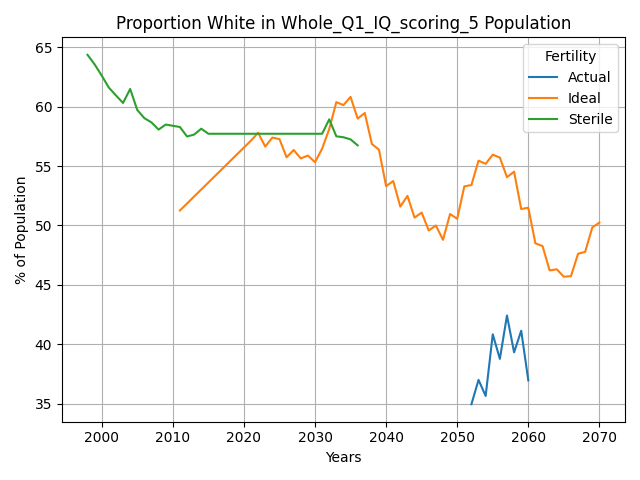 Proportion White in Whole_Q1_IQ_scoring_5 Population
Fertility
Actual
Ideal
Sterile
% of Population
65
60
55
50
45
40
35
2000
2010
2020
2030
2040
2050
2060
2070
Years